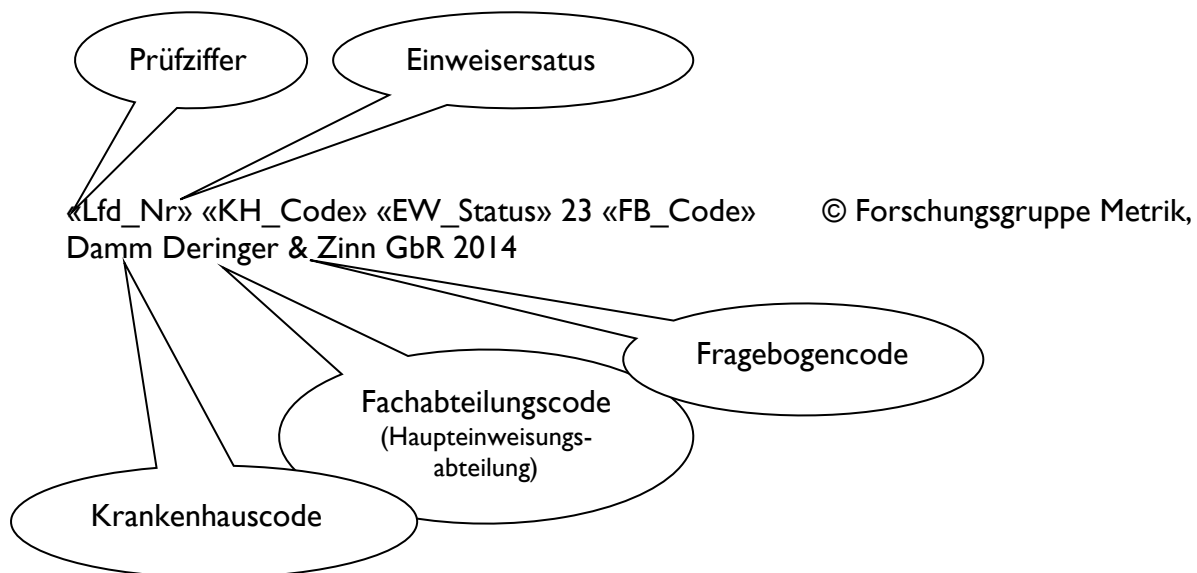 Prüfziffer
Einweisersatus
«Lfd_Nr» «KH_Code» «EW_Status» 23 «FB_Code» © Forschungsgruppe Metrik,
Damm Deringer & Zinn GbR 2014
Fragebogencode
Fachabteilungscode
(Haupteinweisungs-
abteilung)
Krankenhauscode